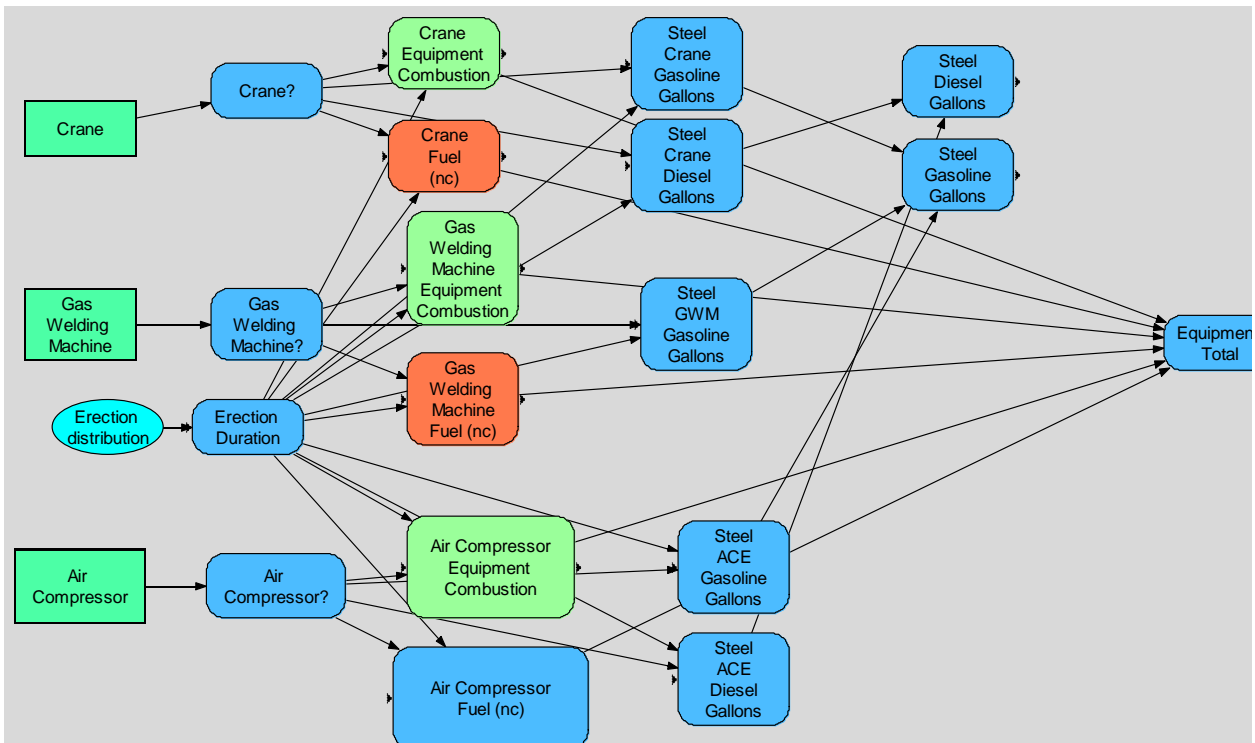 Crane
Equipment
Combustion
Steel
Crane
Gasoline
Gallons
Steel
Diesel
Gallons
Crane?
Crane
Crane
Fuel
(nc)
Steel
Crane
Diesel
Gallons
Steel
Gasoline
Gallons
Gas
Welding
Machine
Equipment
Combustion
Gas
Welding
Machine
Gas
Welding
Machine?
Steel
GWM
Gasoline
Gallons
Equipment
Total
Gas
Welding
Machine
Fuel (nc)
Erection
distribution
Erection
Duration
Air Compressor
Equipment
Combustion
Steel
ACE
Gasoline
Gallons
Air
Compressor
Air
Compressor?
Steel
ACE
Diesel
Gallons
Air Compressor
Fuel (nc)